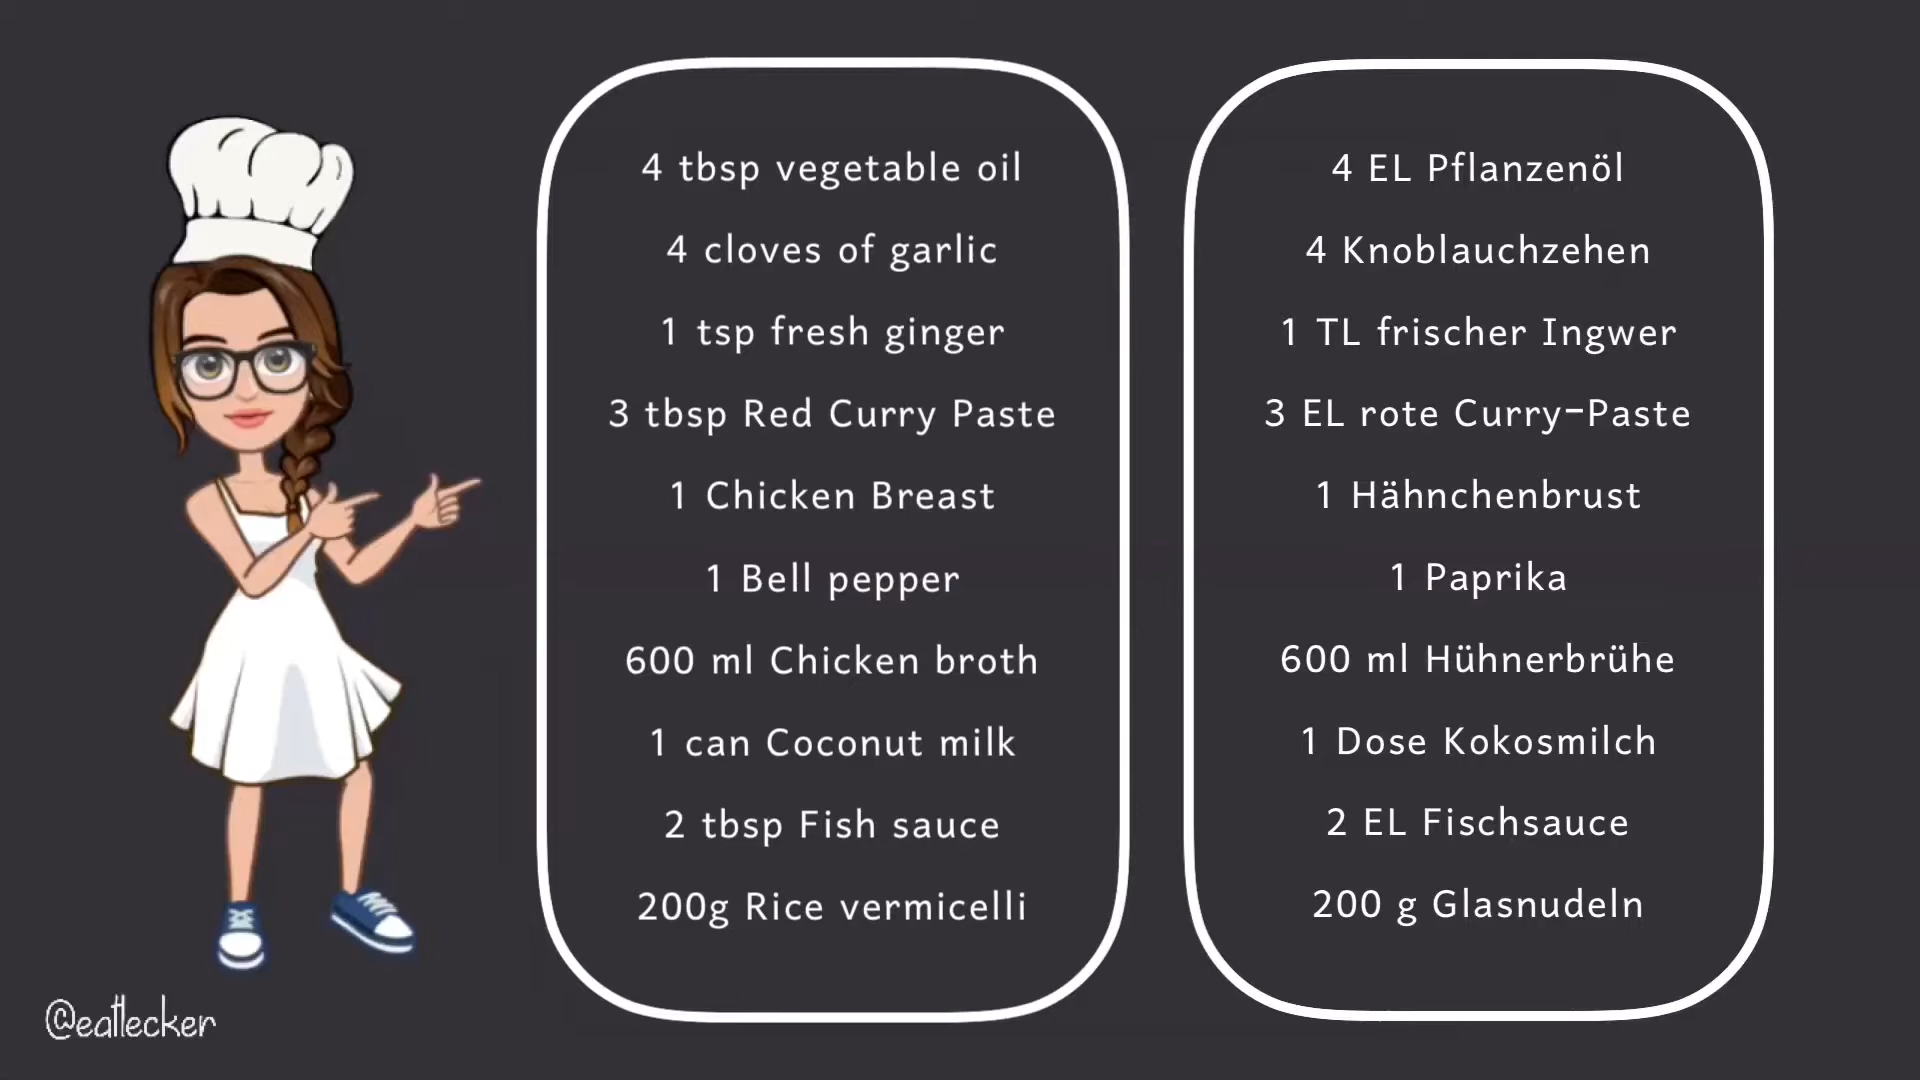 4 tbsp vegetable oil
4 cloves of garlic
1 tsp fresh ginger
3 tbsp Red Curry Paste
1 Chicken Breast
1 Bell pepper
600 ml Chicken broth
1 can Coconut milk
2 tbsp Fish sauce
200g Rice vermicelli
4 EL Pflanzenöl
4 Knoblauchzehen
1 TL frischer Ingwer
3 EL rote Curry-Paste
1 Hähnchenbrust
1 Paprika
600 ml Hühnerbrühe
1 Dose Kokosmilch
2 EL Fischsauce
200 g Glasnudeln
@eatlecker